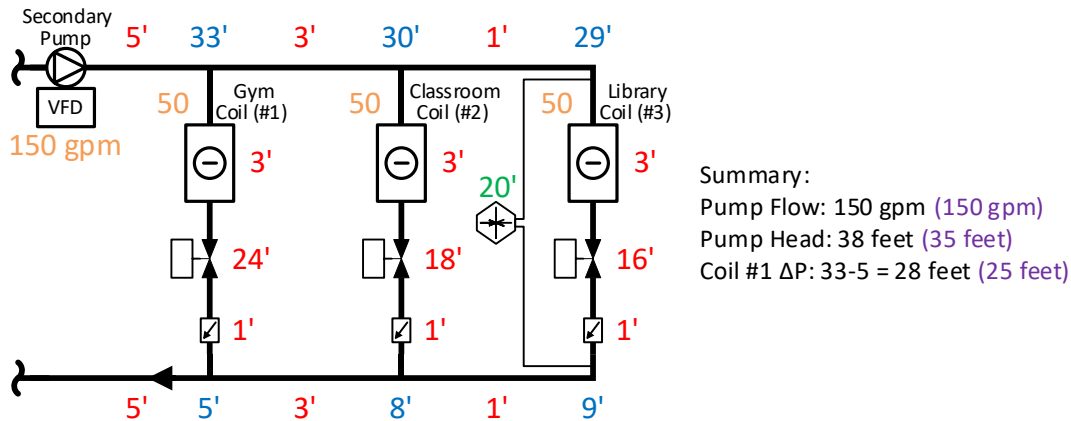 Secondary
Pump
5' 33' 3' 30' 1' 29'
VFD
150 gpm
50
Gym
Coil (#1)
50
Classroom
Coil (#2)
50
Library
Coil (#3)
3' 3' 3'
20'
24' 18' 16'
1' 1' 1'
5' 5' 3' 8' 1' 9'
Summary:
Pump Flow: 150 gpm (150 gpm)
Pump Head: 38 feet (35 feet)
Coil #1 ΔP: 33-5 = 28 feet (25 feet)